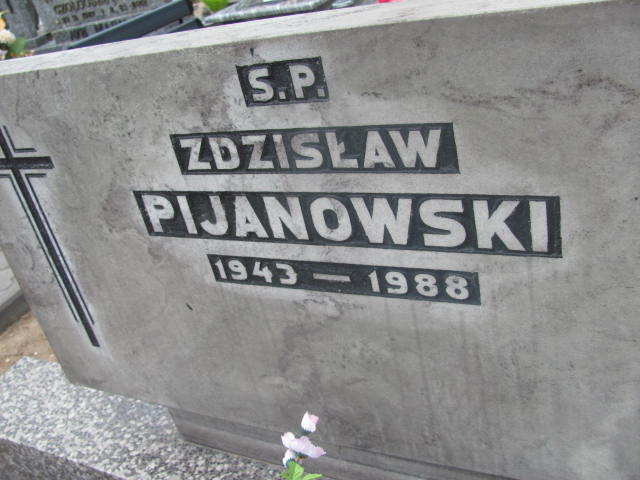 S.P.
ZDZISŁAW
PIJANOWSKI
1943 — 1988